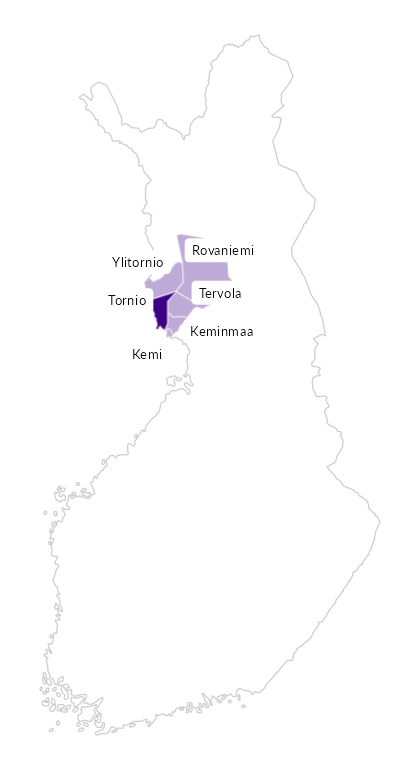 Rovaniemi
Ylitornio
Tervola
Tornio
Keminmaa
Kemi